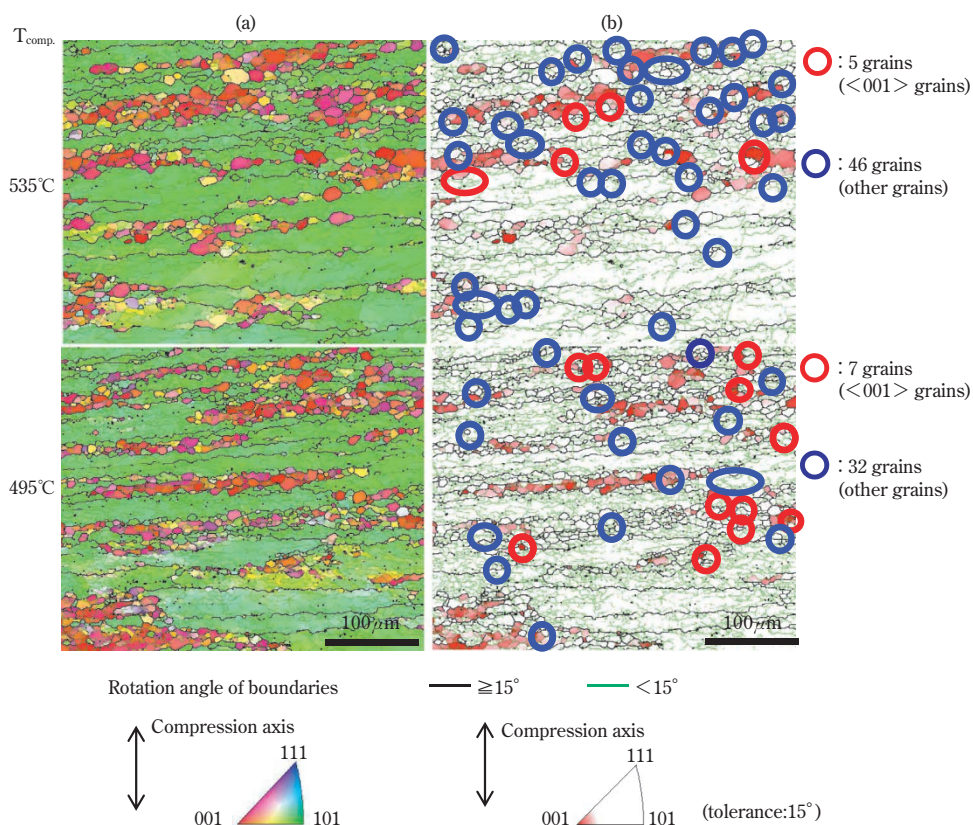 (a)
(b)
T comp.
: 5 grains
(<001> grains)
: 46 grains
(other grains)
535℃
: 7 grains
(<001> grains)
: 32 grains
(other grains)
495℃
100μm
100μm
Rotation angle of boundaries
≧15°
<15°
Compression axis
Compression axis
111
111
001
101
001
101
(tolerance:15°)